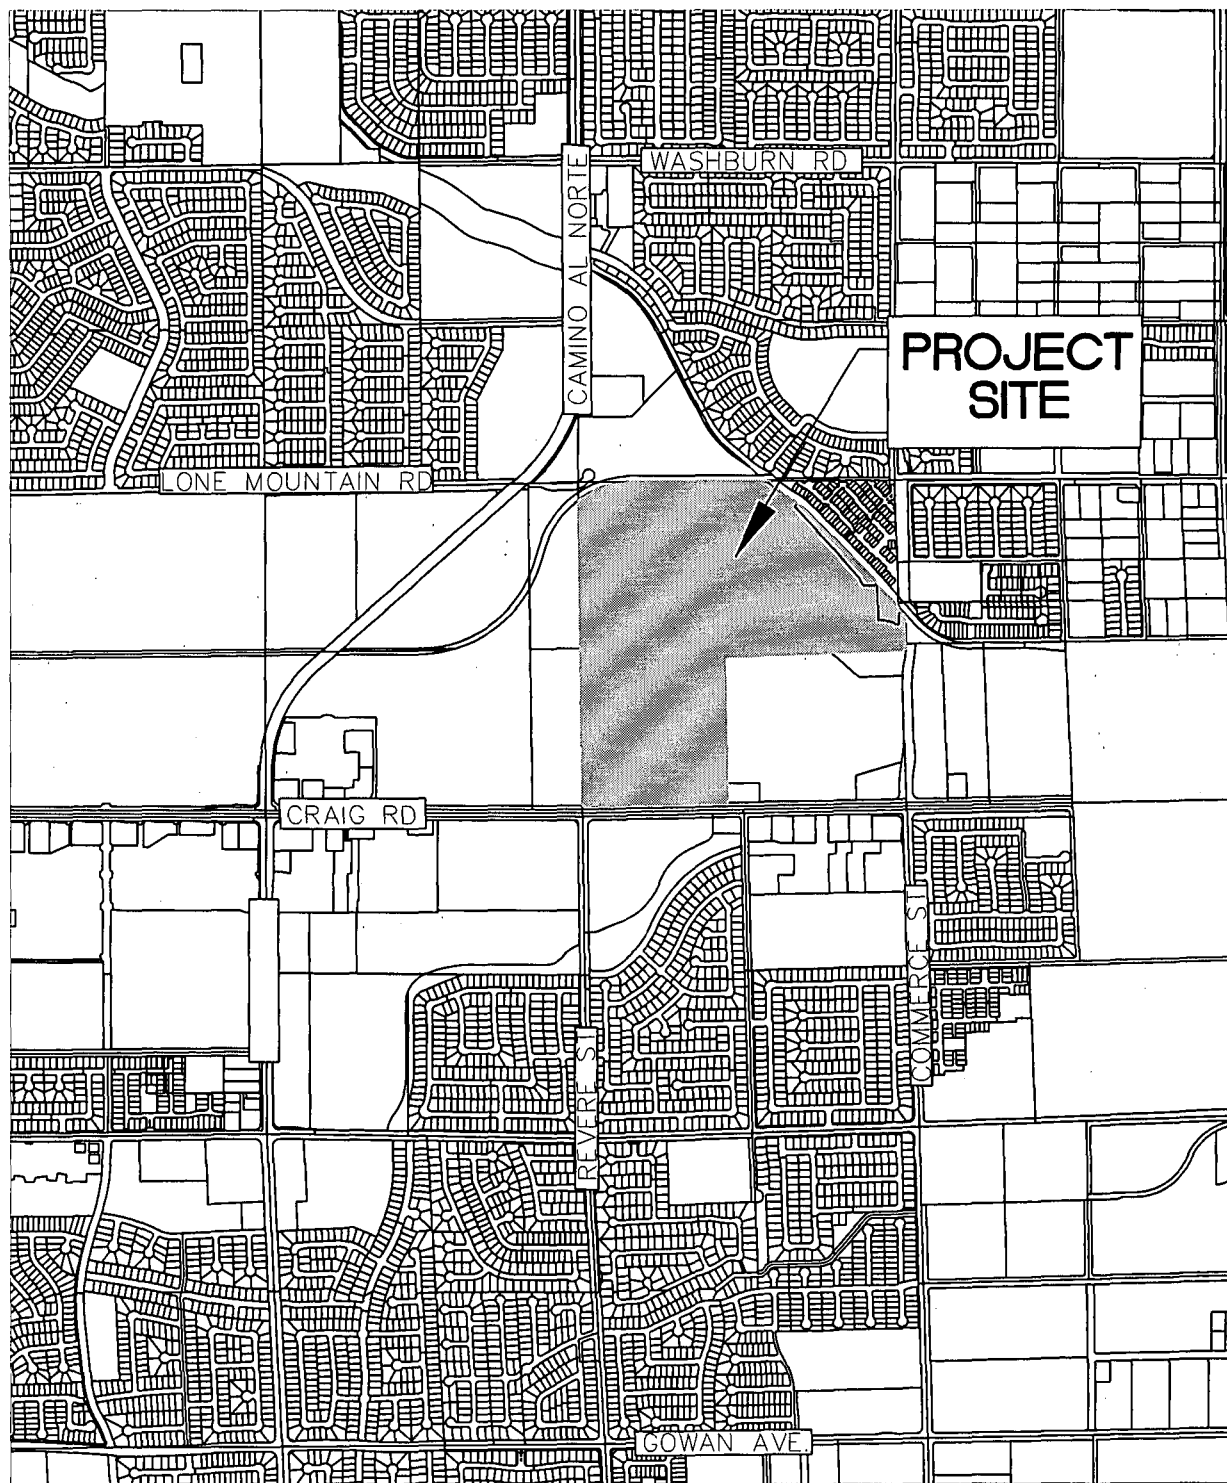 WASHBURN RD
CAMINO AL NORTE
PROJECT
SITE
LONE MOUNTAIN RD
CRAIG RD
COMMERCE ST
REVERE ST
GOWAN AVE.